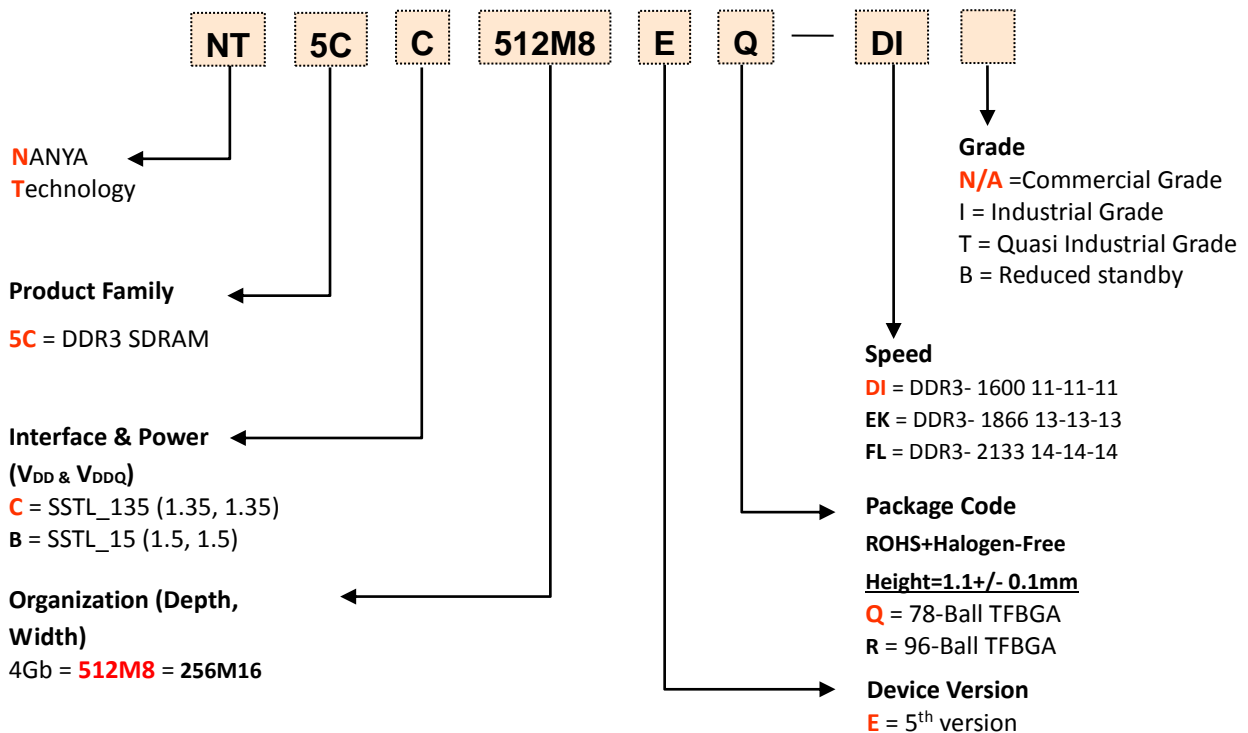 NT 5C C 512M8 E Q — DI
NANYA
Technology
Product Family
5C = DDR3 SDRAM
Interface & Power
(VDD & VDDQ)
C = SSTL_135 (1.35, 1.35)
B = SSTL_15 (1.5, 1.5)
Organization (Depth,
Width)
4Gb = 512M8 = 256M16
Grade
N/A =Commercial Grade
I = Industrial Grade
T = Quasi Industrial Grade
B = Reduced standby
Speed
DI = DDR3- 1600 11-11-11
EK = DDR3- 1866 13-13-13
FL = DDR3- 2133 14-14-14
Package Code
ROHS+Halogen-Free
Height=1.1+/- 0.1mm
Q = 78-Ball TFBGA
R = 96-Ball TFBGA
Device Version
E = 5th version